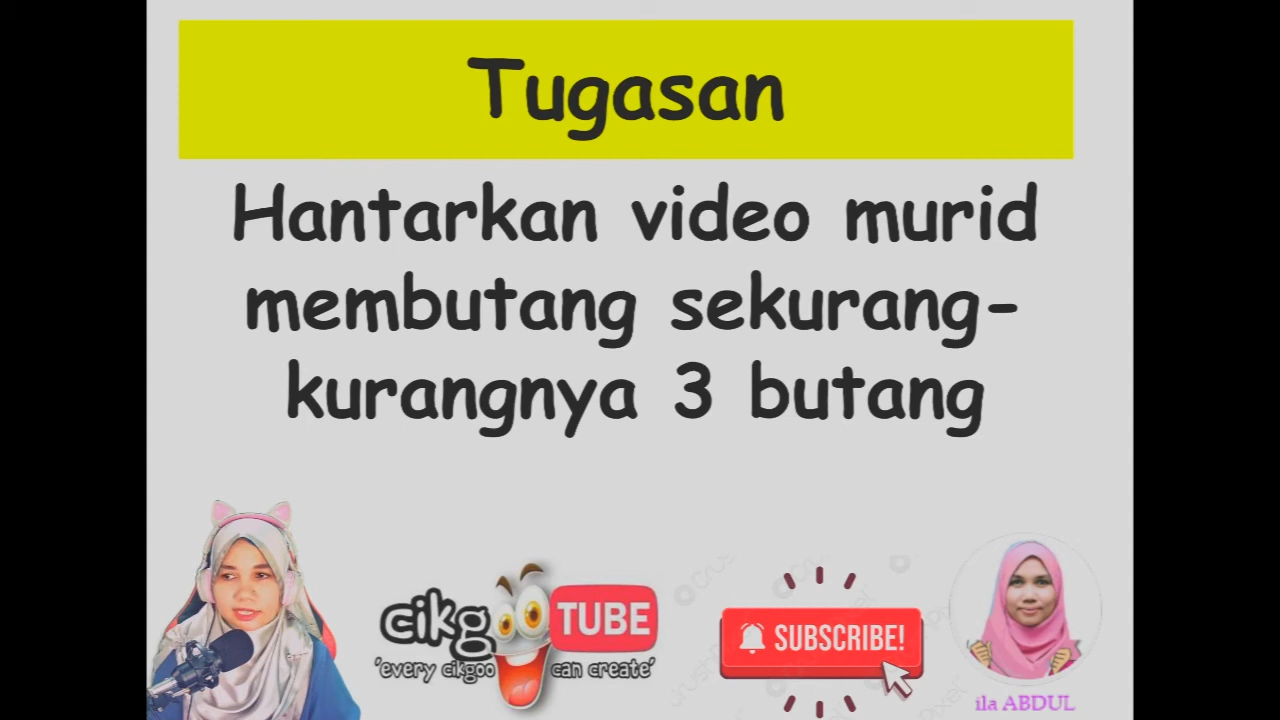 Tugasan
Hantarkan video murid
membutang sekurang-
kurangnya 3 butang
cikgoo TUBE
'every cikgoo can create'
SUBSCRIBE!
ila ABDUL